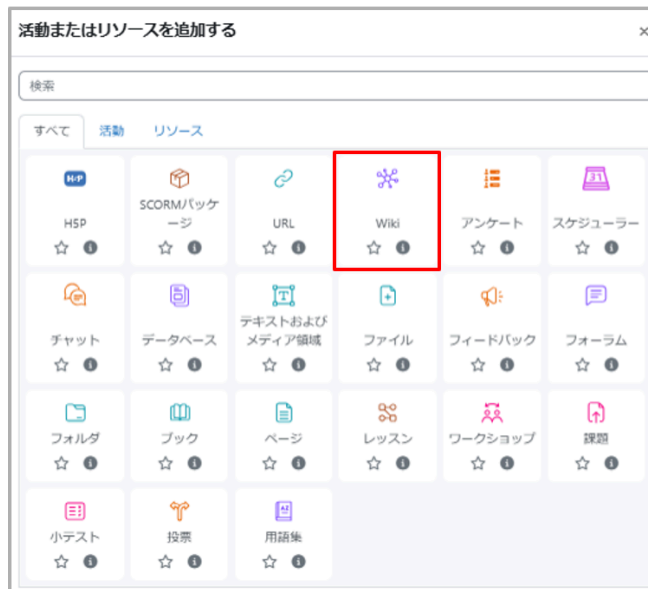 活動またはリソースを追加する
×
検索
すべて 活動 リソース
H5P
SCORMパッケ
ージ
URL
Wiki
アンケート
31
スケジューラー
チャット
データベース
テキストおよび
メディア領域
ファイル
フィードバック
フォーラム
フォルダ
ブック
ページ
レッスン
ワークショップ
課題
小テスト
投票
用語集